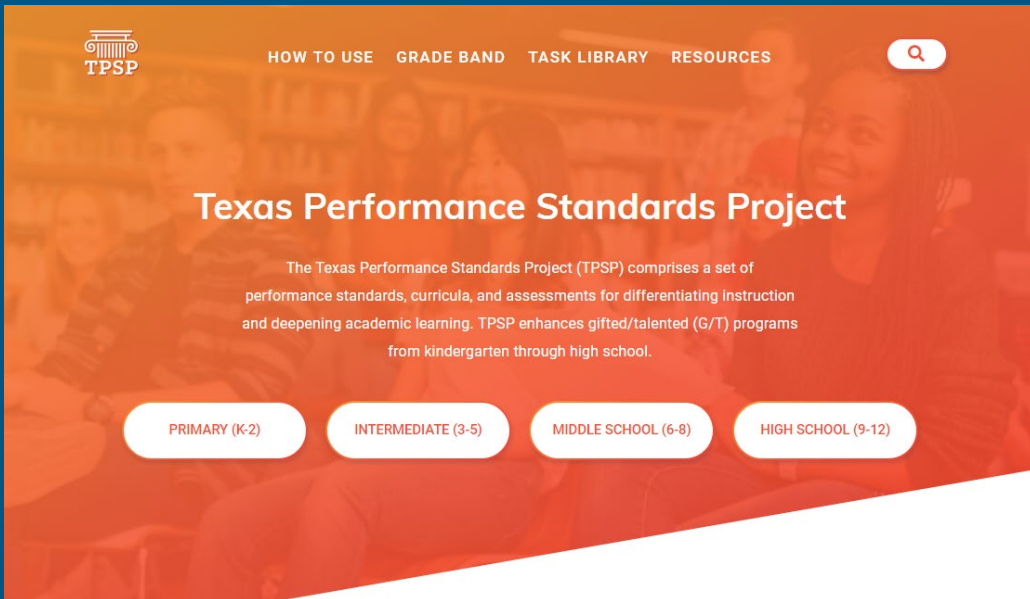 TPSP
HOW TO USE
GRADE BAND
TASK LIBRARY
RESOURCES
Texas Performance Standards Project
The Texas Performance Standards Project (TPSP) comprises a set of
performance standards, curricula, and assessments for differentiating instruction
and deepening academic learning. TPSP enhances gifted/talented (G/T) programs
from kindergarten through high school.
PRIMARY (K-2)
INTERMEDIATE (3-5)
MIDDLE SCHOOL (6-8)
HIGH SCHOOL (9-12)